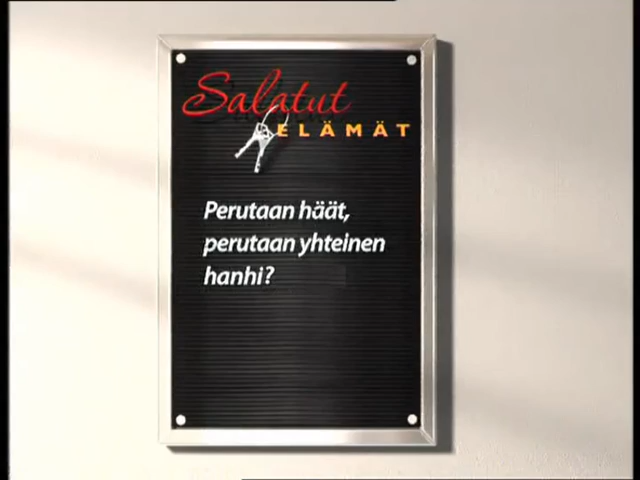 Salatut
ELÄMÄT
Perutaan häät,
perutaan yhteinen
hanhi?